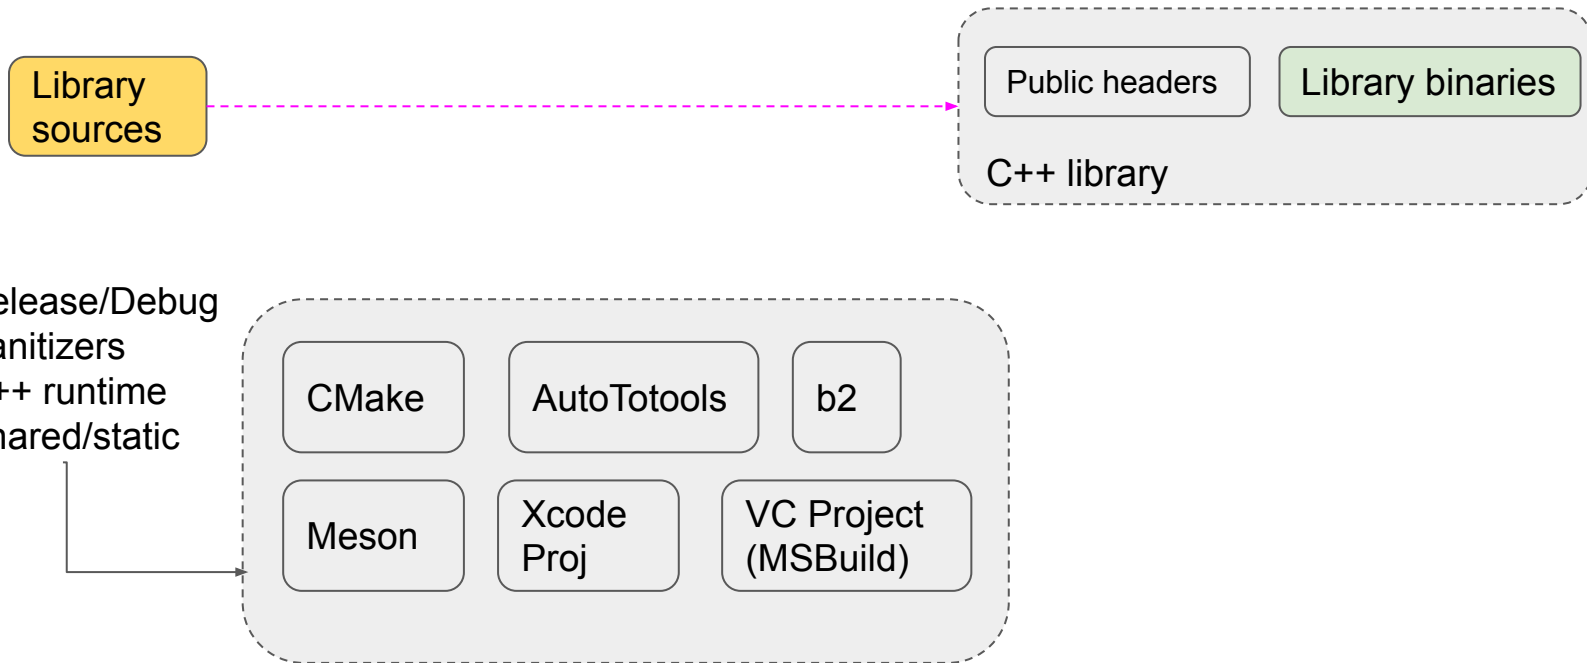 Library
sources
Public headers
Library binaries
C++ library
elease/Debug
anitizers
++ runtime
hared/static
CMake
AutoTotools
b2
Meson
Xcode
Proj
VC Project
(MSBuild)